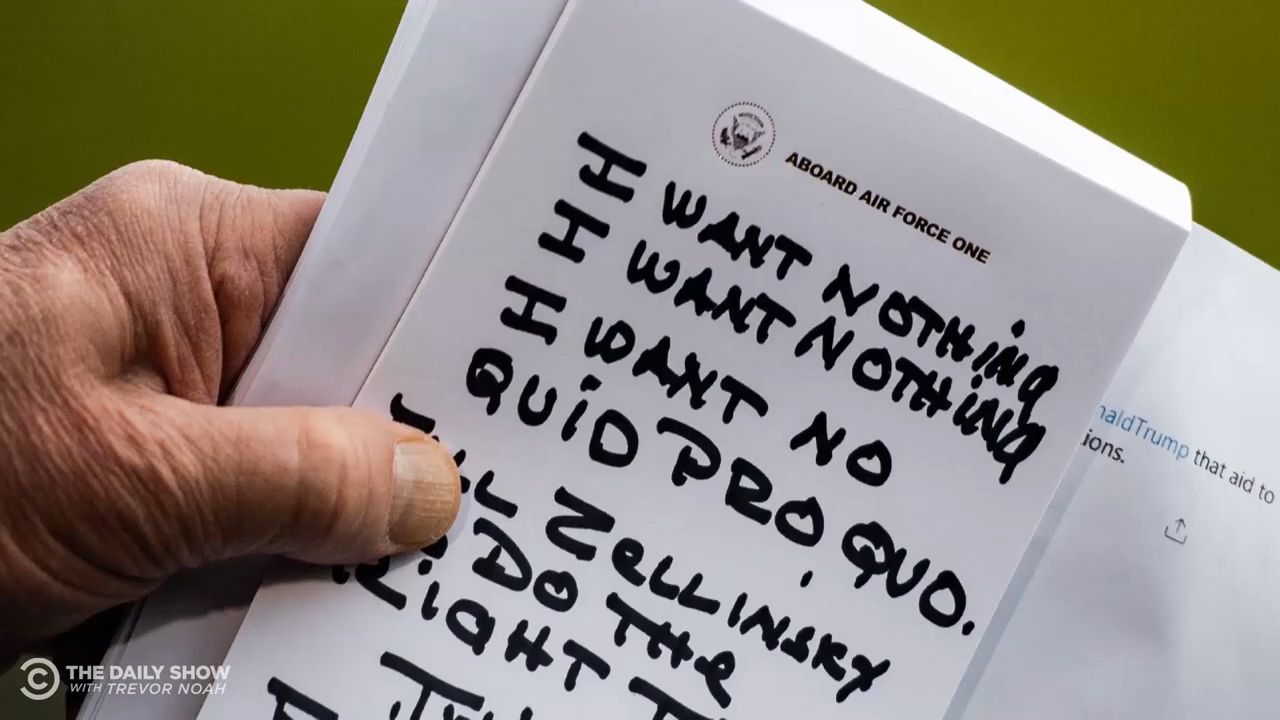 ABOARD AIR FORCE ONE
I WANT NOTHING
I WANT NOTHING
I WANT NO
QUID PRO QUO.
ZELLINSKY
DO THE
RIGHT
naldTrump that aid to
ions.
THE DAILY SHOW
WITH TREVOR NOAH